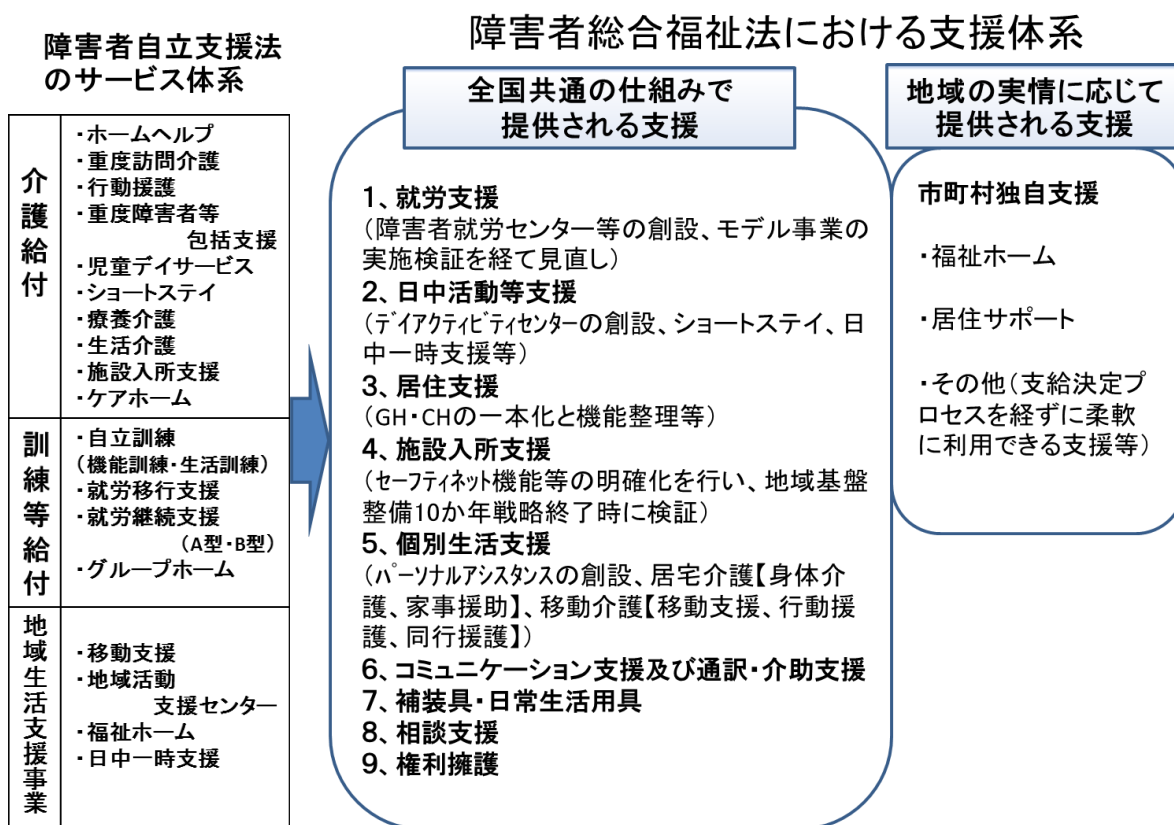 障害者自立支援法
のサービス体系
介護給付
・ホームヘルプ
・重度訪問介護
・行動援護
・重度障害者等
包括支援
・児童デイサービス
・ショートステイ
・療養介護
・生活介護
・施設入所支援
・ケアホーム
訓練等給付
・自立訓練
(機能訓練・生活訓練)
・就労移行支援
・就労継続支援
(A型・B型)
・グループホーム
地域生活支援事業
・移動支援
・地域活動
支援センター
・福祉ホーム
・日中一時支援
障害者総合福祉法における支援体系
全国共通の仕組みで
提供される支援
1、就労支援
(障害者就労センター等の創設、モデル事業の
実施検証を経て見直し)
2、日中活動等支援
(デイアクティビティセンターの創設、ショートステイ、日
中一時支援等)
3、居住支援
(GH・CHの一本化と機能整理等)
4、施設入所支援
(セーフティネット機能等の明確化を行い、地域基盤
整備10か年戦略終了時に検証)
5、個別生活支援
(パーソナルアシスタンスの創設、居宅介護【身体介
護、家事援助】、移動介護【移動支援、行動援
護、同行援護】)
6、コミュニケーション支援及び通訳・介助支援
7、補装具・日常生活用具
8、相談支援
9、権利擁護
地域の実情に応じて
提供される支援
市町村独自支援
・福祉ホーム
・居住サポート
・その他(支給決定プ
ロセスを経ずに柔軟
に利用できる支援等)